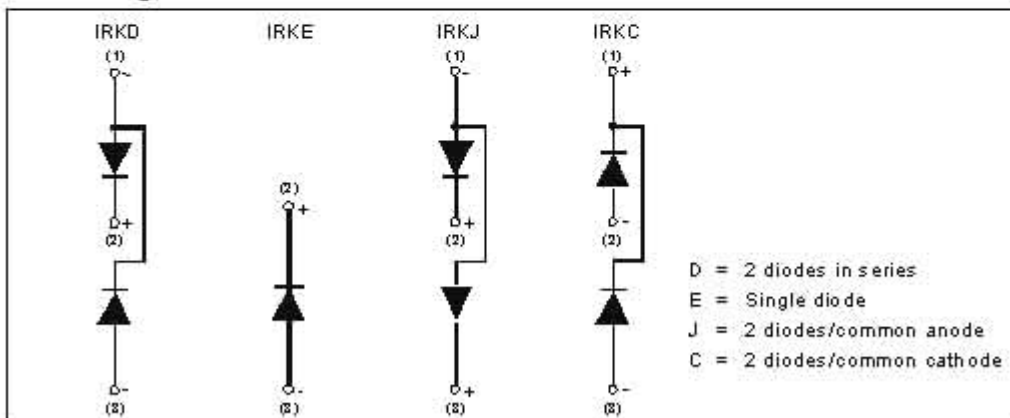 IRKD IRKE IRKJ IRKC
(1) (1) (1)
~ - +
(2)
+
+ + -
(2) (2) (2)
D = 2 diodes in series
E = Single diode
J = 2 diodes/common anode
C = 2 diodes/common cathode
- - + -
(3) (3) (3) (3)